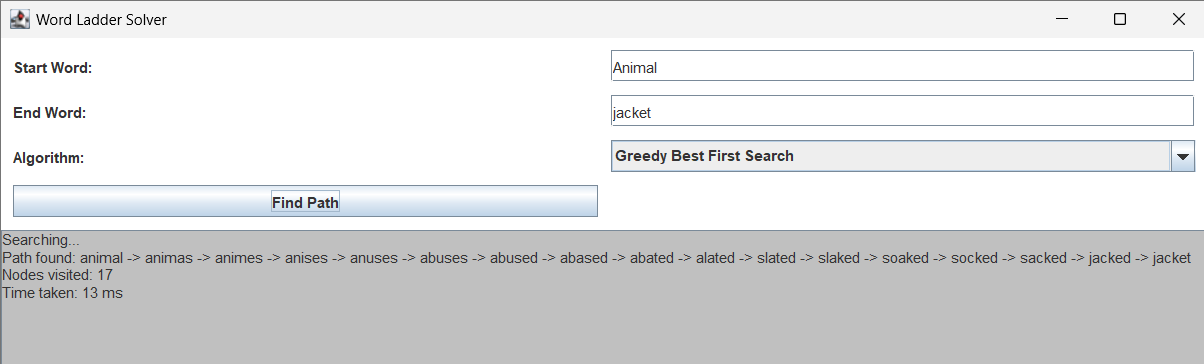 Word Ladder Solver
Start Word: Animal
End Word: jacket
Algorithm: Greedy Best First Search
Find Path
Searching...
Path found: animal -> animas -> animes -> anises -> anuses -> abuses -> abused -> abased -> abated -> alated -> slated -> slaked -> soaked -> socked -> sacked -> jacked -> jacket
Nodes visited: 17
Time taken: 13 ms